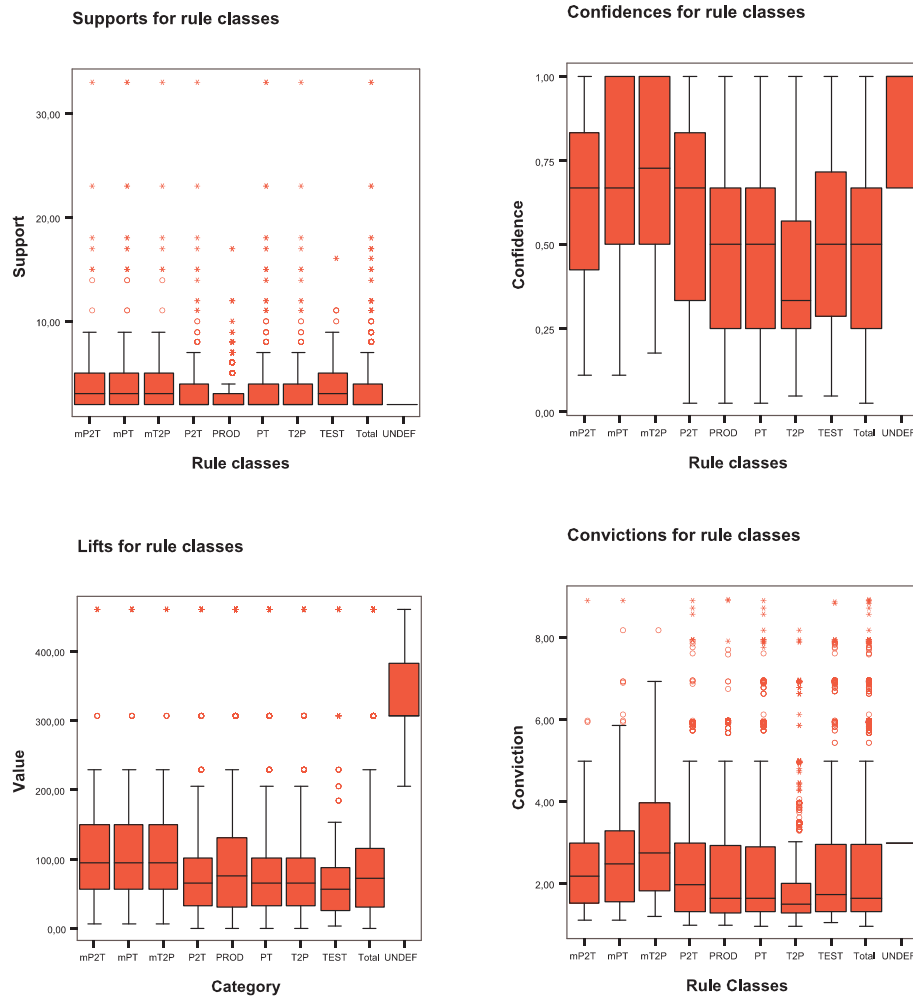 Supports for rule classes
30,00
20,00
10,00
Support
mP2T mPT mT2P P2T PROD PT T2P TEST Total UNDEF
Rule classes
Confidences for rule classes
1,00
0,75
0,50
0,25
0,00
Confidence
mP2T mPT mT2P P2T PROD PT T2P TEST Total UNDEF
Rule classes
Lifts for rule classes
400,00
300,00
200,00
100,00
0,00
Value
mP2T mPT mT2P P2T PROD PT T2P TEST Total UNDEF
Category
Convictions for rule classes
8,00
6,00
4,00
2,00
Conviction
mP2T mPT mT2P P2T PROD PT T2P TEST Total UNDEF
Rule Classes